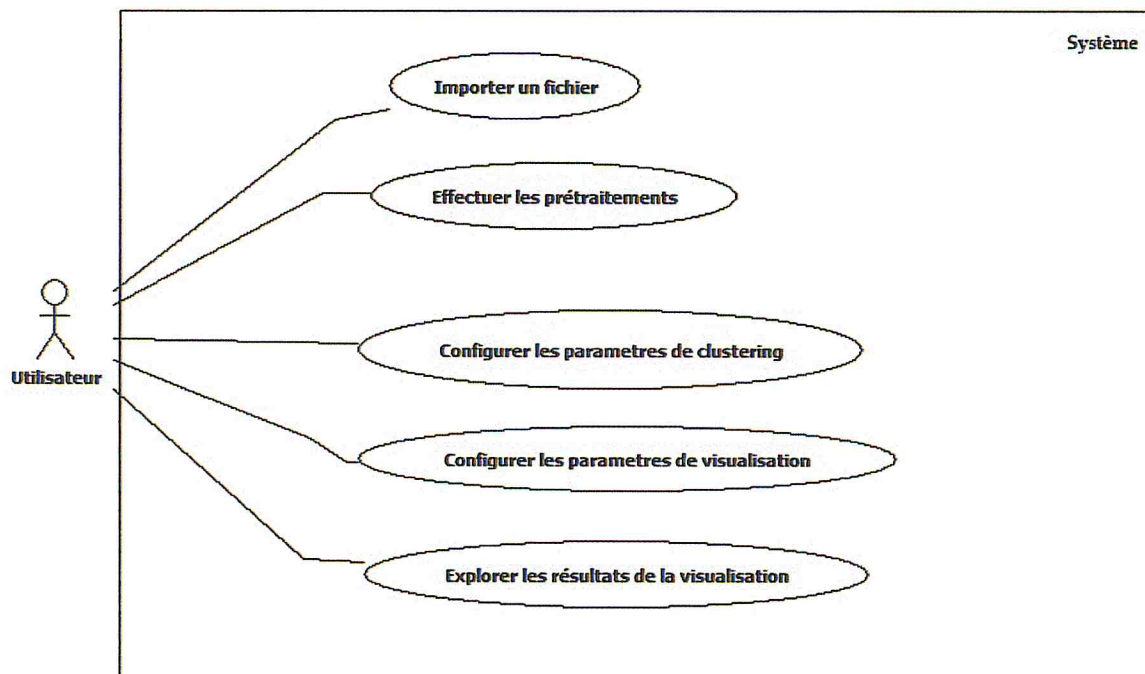 Système
Importer un fichier
Effectuer les prétraitements
Configurer les parametres de clustering
Utilisateur
Configurer les parametres de visualisation
Explorer les résultats de la visualisation